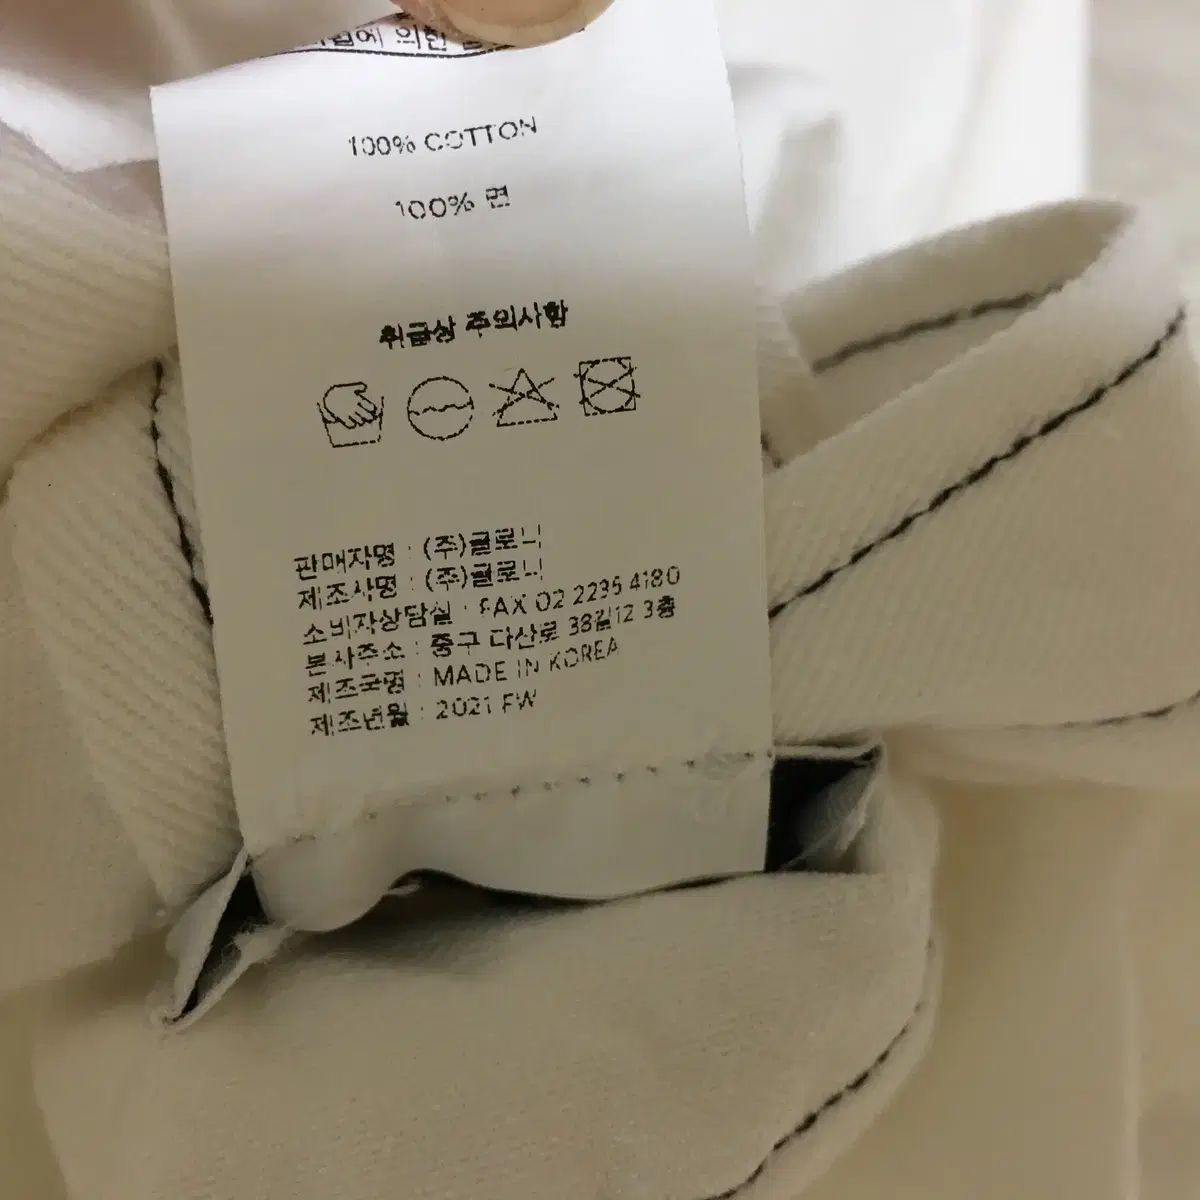 의한
100% COTTON
100% 면
취급상 주의사항
판매자명 : (주)글로니
제조사명 : (주)글로니
소비자상담실 : FAX 02 2235 4180
본사주소 : 중구 다산로 38길12 3층
제조국명 : MADE IN KOREA
제조년월 : 2021 FW